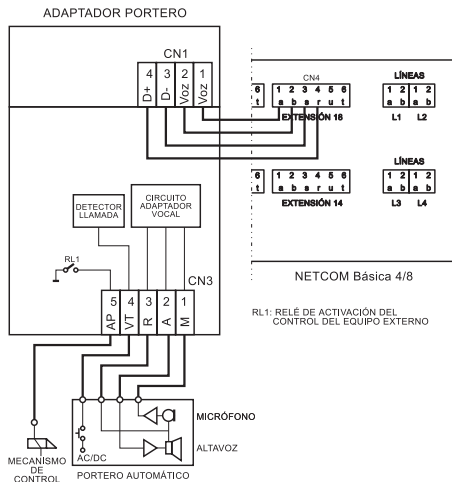 ADAPTADOR PORTERO
CN1
4 3 2 1
D+ D- Voz Voz
CN4
6 1 2 3 4 5 6
t a b s r u t
EXTENSIÓN 18
LÍNEAS
1 2 1 2
a b a b
L1 L2
6 1 2 3 4 5 6
t a b s r u t
EXTENSIÓN 14
LÍNEAS
1 2 1 2
a b a b
L3 L4
DETECTOR
LLAMADA
CIRCUITO
ADAPTADOR
VOCAL
RL1
CN3
5 4 3 2 1
AP VT R A M
NETCOM Básica 4/8
RL1: RELÉ DE ACTIVACIÓN DEL
CONTROL DEL EQUIPO EXTERNO
MICRÓFONO
ALTAVOZ
AC/DC
MECANÍSMO
DE
CONTROL
PORTERO AUTOMÁTICO